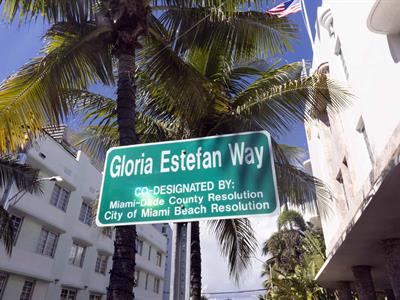 Gloria Estefan Way
CO-DESIGNATED BY:
Miami-Dade County Resolution
City of Miami Beach Resolution